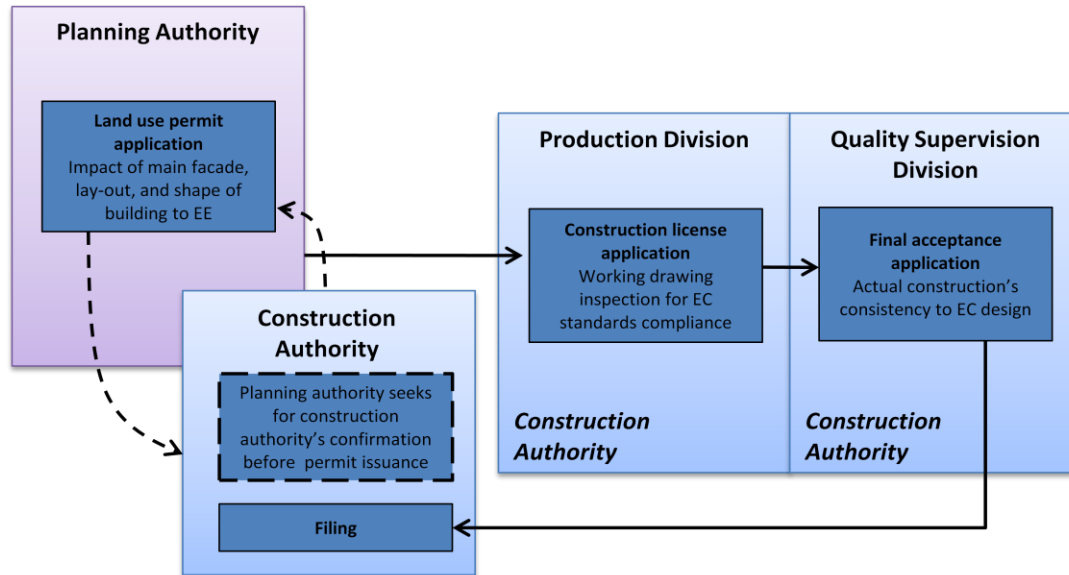 Planning Authority
Land use permit
application
Impact of main facade,
lay-out, and shape of
building to EE
Construction
Authority
Planning authority seeks
for construction
authority's confirmation
before permit issuance
Filing
Production Division
Construction license
application
Working drawing
inspection for EC
standards compliance
Construction
Authority
Quality Supervision
Division
Final acceptance
application
Actual construction's
consistency to EC design
Construction
Authority